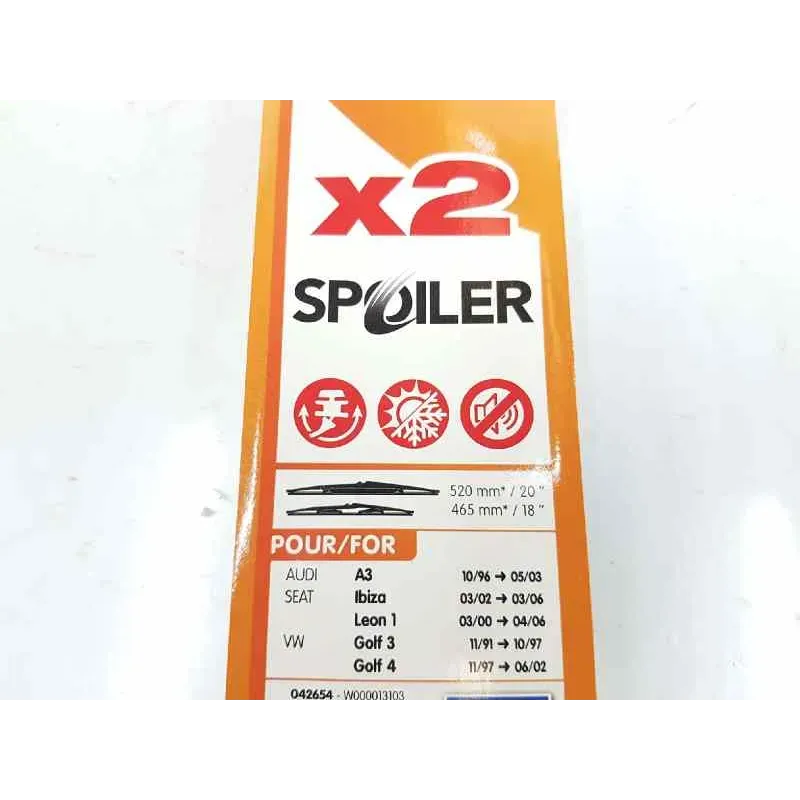 x2
SPOILER
520 mm* / 20 "
465 mm* / 18 "
POUR/FOR
AUDI A3 10/96 → 05/03
SEAT Ibiza 03/02 → 03/06
Leon 1 03/00 → 04/06
VW Golf 3 11/91 → 10/97
Golf 4 11/97 → 06/02
042654 - W000013103